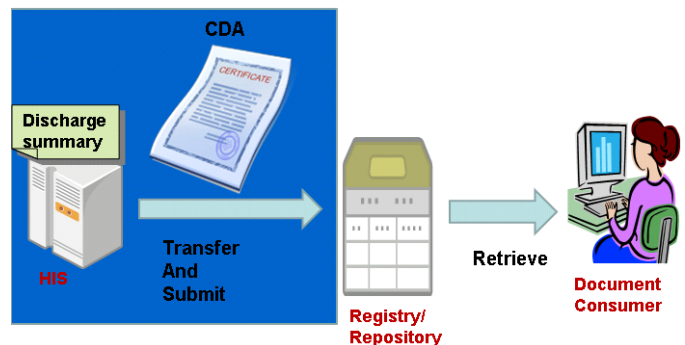 CDA
CERTIFICATE
Discharge
summary
HIS
Transfer
And
Submit
Registry/
Repository
Retrieve
Document
Consumer